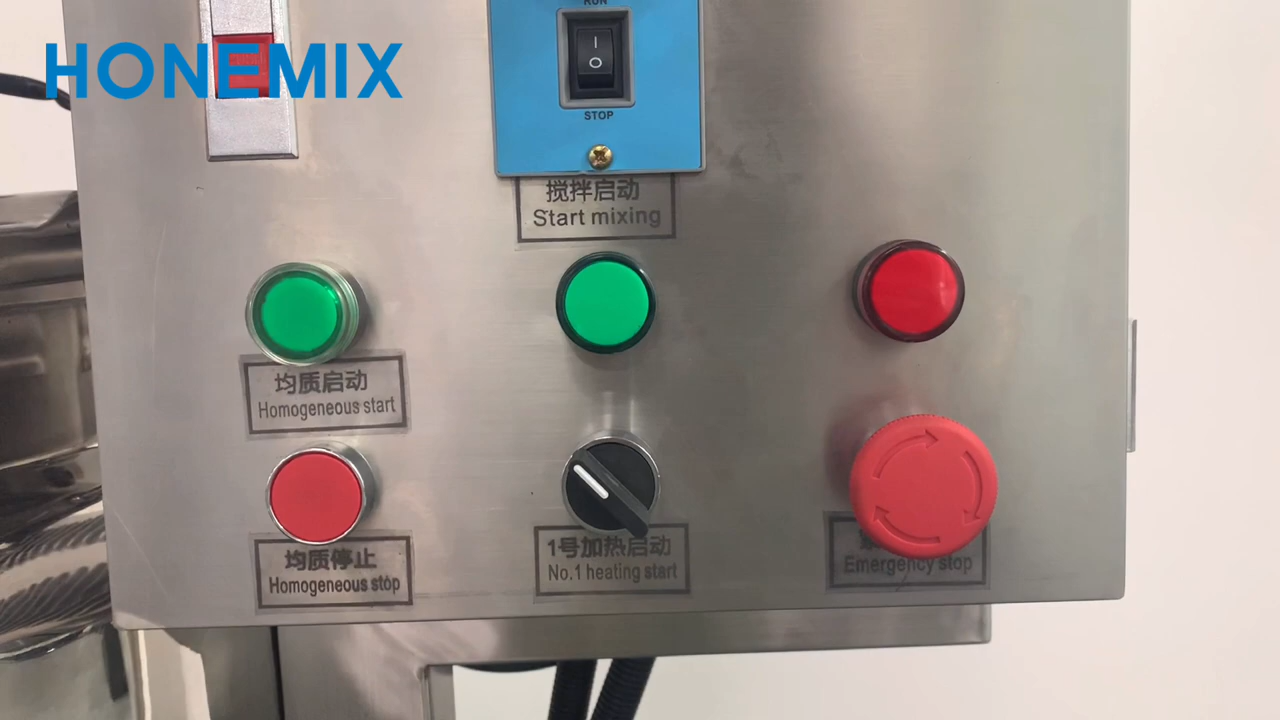 HONEMIX
RUN
I
O
STOP
搅拌启动
Start mixing
均质启动
Homogeneous start
均质停止
Homogeneous stop
1号加热启动
No.1 heating start
Emergency stop